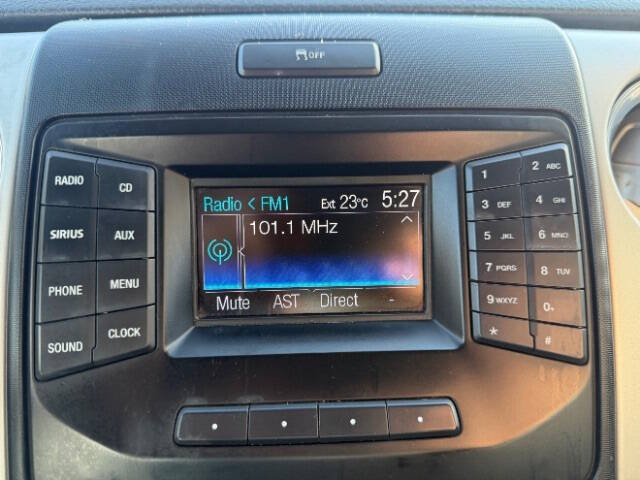 OFF
RADIO
CD
SIRIUS
AUX
PHONE
MENU
SOUND
CLOCK
Radio < FM1 Ext 23°C 5:27
101.1 MHz
Mute AST Direct -
1
2 ABC
3 DEF
4 GHI
5 JKL
6 MNO
7 PQRS
8 TUV
9 WXYZ
0+
*
#